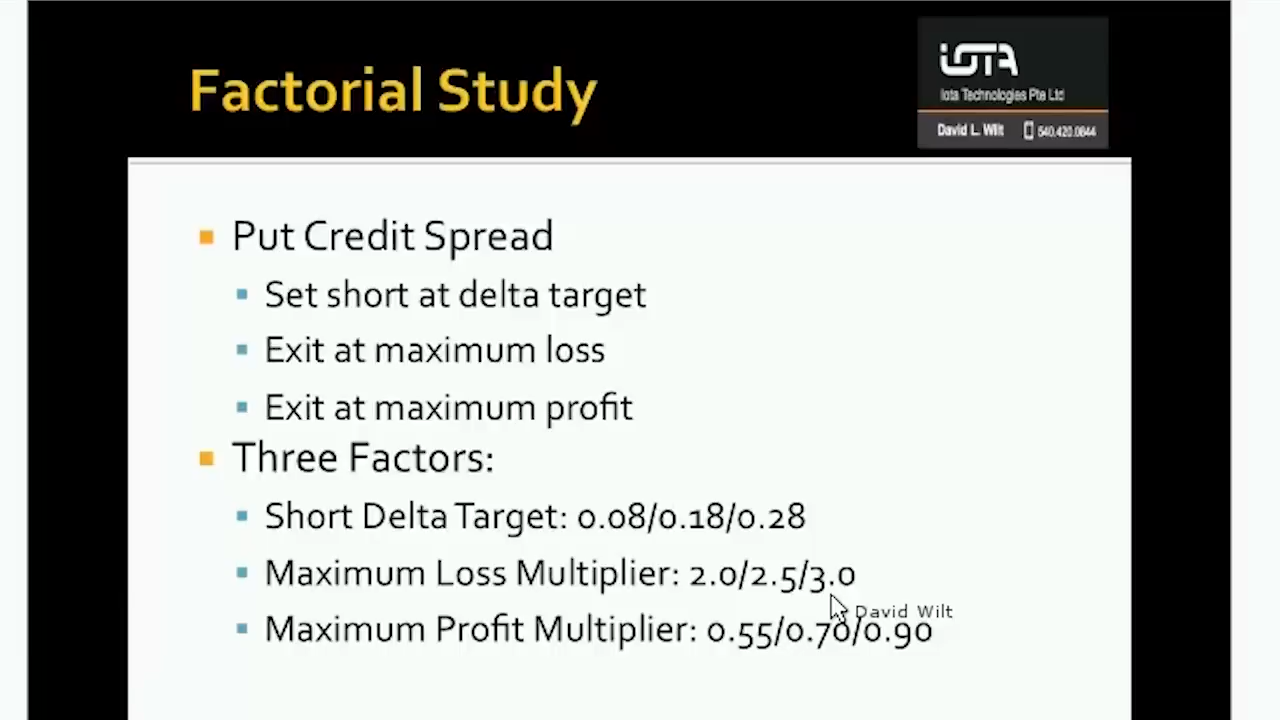 Factorial Study
IOTA
Iota Technologies Pte Ltd
David L. Wilt 540.420.0844
Put Credit Spread
Set short at delta target
Exit at maximum loss
Exit at maximum profit
Three Factors:
Short Delta Target: 0.08/0.18/0.28
Maximum Loss Multiplier: 2.0/2.5/3.0
David Wilt
Maximum Profit Multiplier: 0.55/0.70/0.90